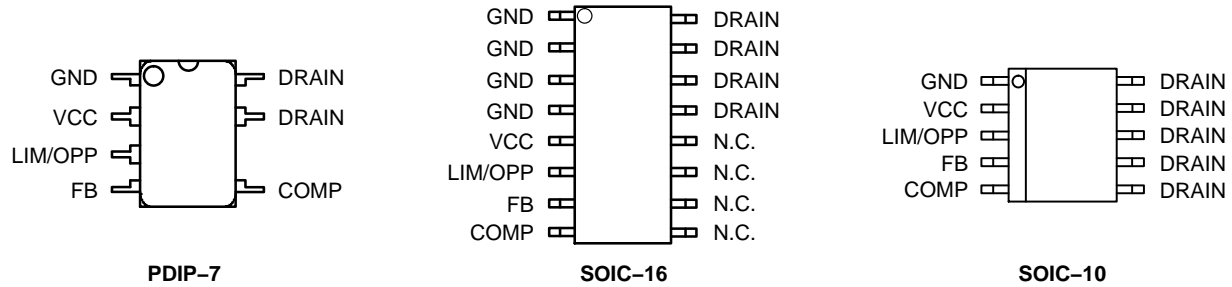 GND DRAIN
VCC DRAIN
LIM/OPP
FB COMP
PDIP–7
GND DRAIN
GND DRAIN
GND DRAIN
GND DRAIN
VCC N.C.
LIM/OPP N.C.
FB N.C.
COMP N.C.
SOIC–16
GND DRAIN
VCC DRAIN
LIM/OPP DRAIN
FB DRAIN
COMP DRAIN
SOIC–10